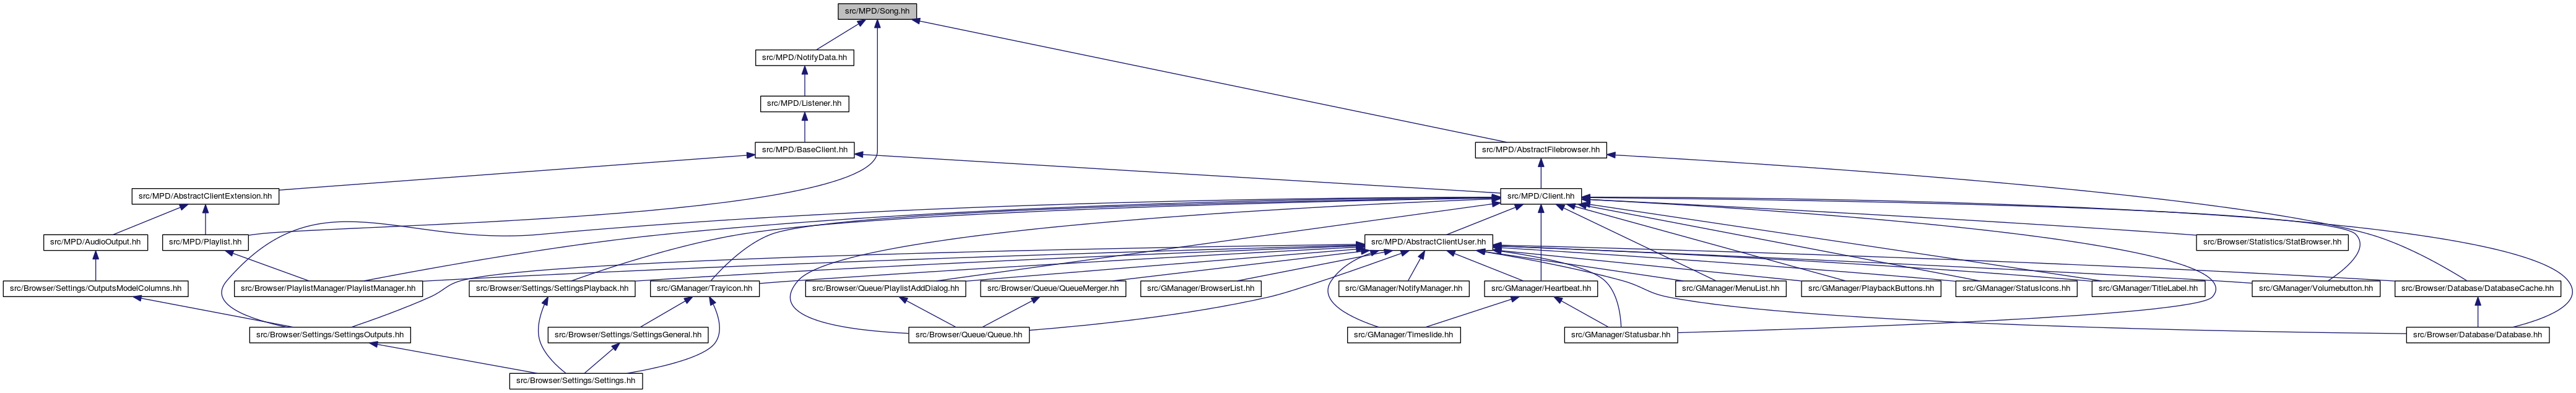 src/MPD/Song.hh
src/MPD/NotifyData.hh
src/MPD/Listener.hh
src/MPD/BaseClient.hh
src/MPD/AbstractFilebrowser.hh
src/MPD/AbstractClientExtension.hh
src/MPD/Client.hh
src/MPD/AudioOutput.hh
src/MPD/Playlist.hh
src/MPD/AbstractClientUser.hh
src/Browser/Statistics/StatBrowser.hh
src/Browser/Settings/OutputsModelColumns.hh
src/Browser/PlaylistManager/PlaylistManager.hh
src/Browser/Settings/SettingsPlayback.hh
src/GManager/Trayicon.hh
src/Browser/Queue/PlaylistAddDialog.hh
src/Browser/Queue/QueueMerger.hh
src/GManager/BrowserList.hh
src/GManager/NotifyManager.hh
src/GManager/Heartbeat.hh
src/GManager/MenuList.hh
src/GManager/PlaybackButtons.hh
src/GManager/StatusIcons.hh
src/GManager/TitleLabel.hh
src/GManager/Volumebutton.hh
src/Browser/Database/DatabaseCache.hh
src/Browser/Settings/SettingsOutputs.hh
src/Browser/Settings/SettingsGeneral.hh
src/Browser/Queue/Queue.hh
src/GManager/Timeslide.hh
src/GManager/Statusbar.hh
src/Browser/Database/Database.hh
src/Browser/Settings/Settings.hh